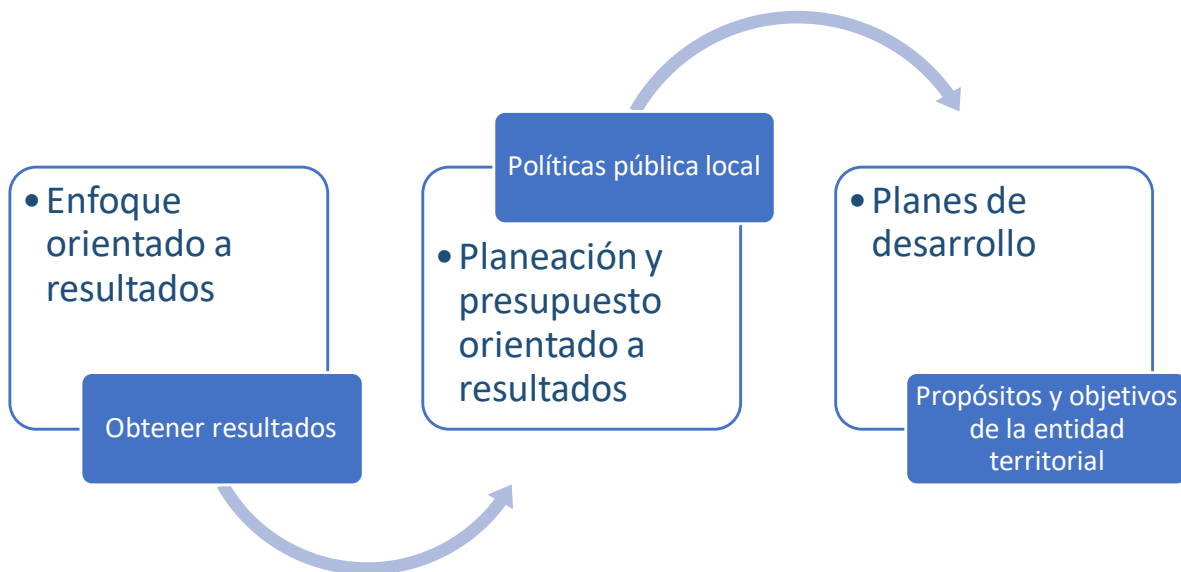 • Enfoque
orientado a
resultados
Obtener resultados
Políticas pública local
• Planeación y
presupuesto
orientado a
resultados
• Planes de
desarrollo
Propósitos y objetivos
de la entidad
territorial